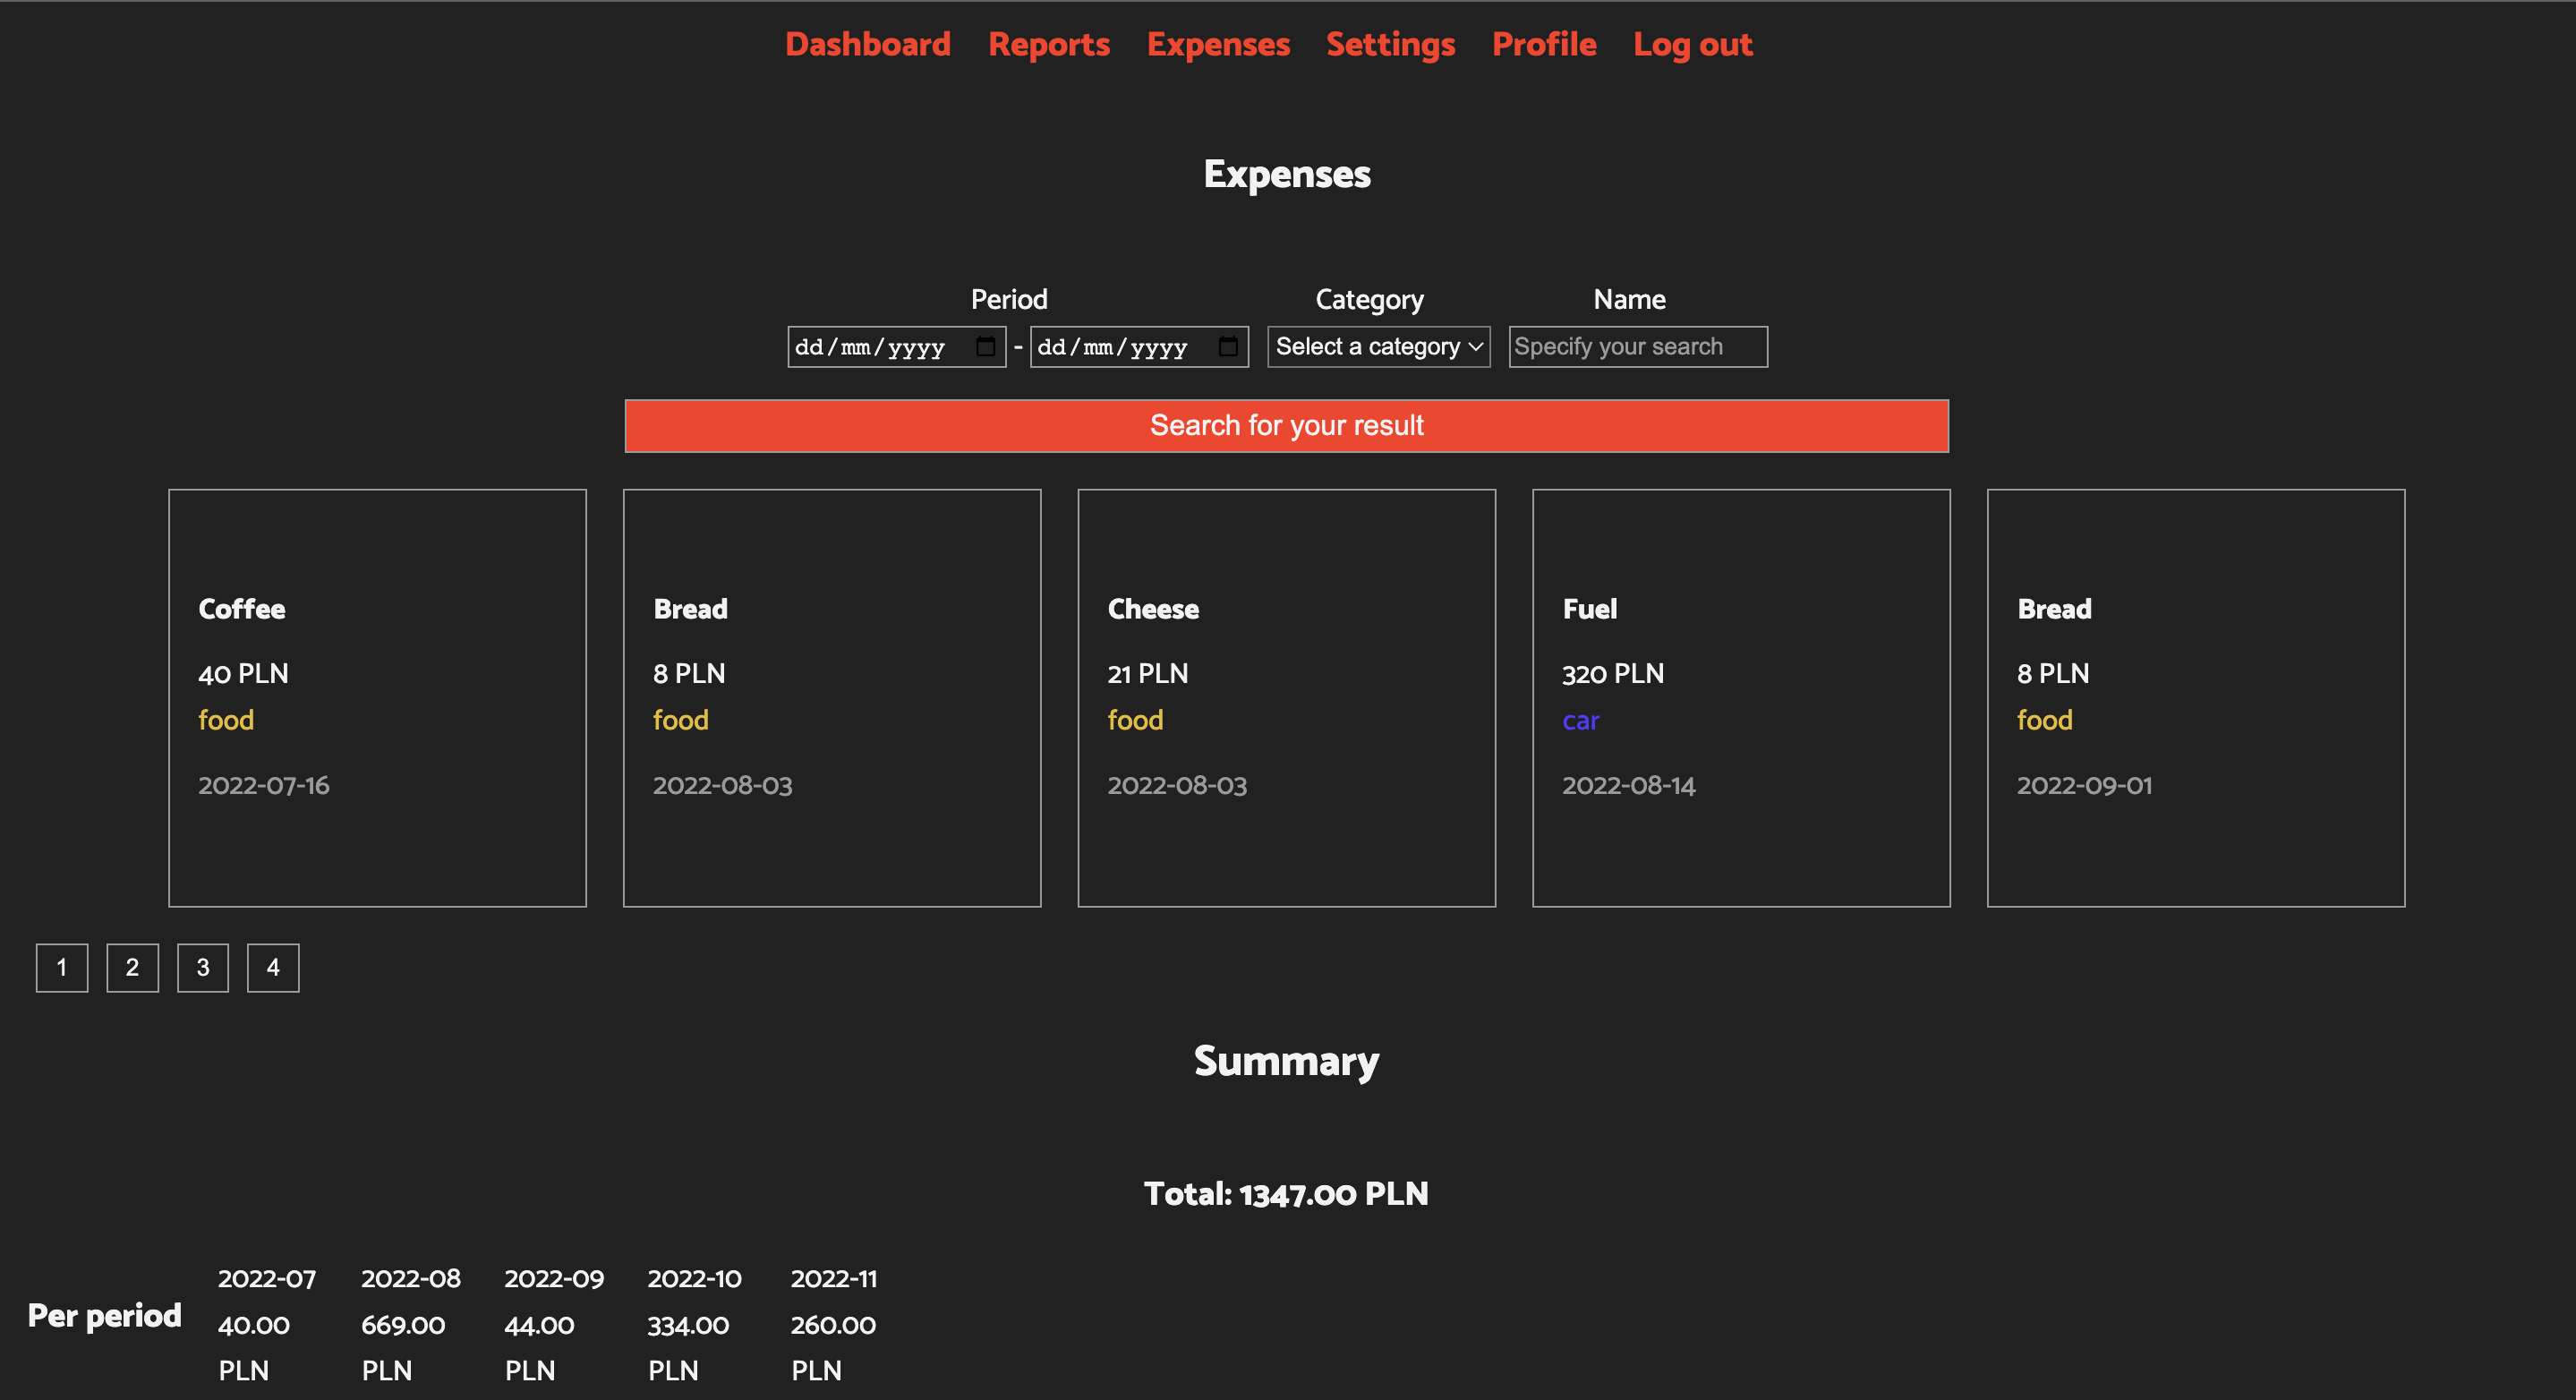 Dashboard Reports Expenses Settings Profile Log out
Expenses
Period Category Name
dd/mm/yyyy - dd/mm/yyyy Select a category Specify your search
Search for your result
Coffee Bread Cheese Fuel Bread
40 PLN 8 PLN 21 PLN 320 PLN 8 PLN
food food food car food
2022-07-16 2022-08-03 2022-08-03 2022-08-14 2022-09-01
1 2 3 4
Summary
Total: 1347.00 PLN
2022-07 2022-08 2022-09 2022-10 2022-11
Per period 40.00 669.00 44.00 334.00 260.00
PLN PLN PLN PLN PLN